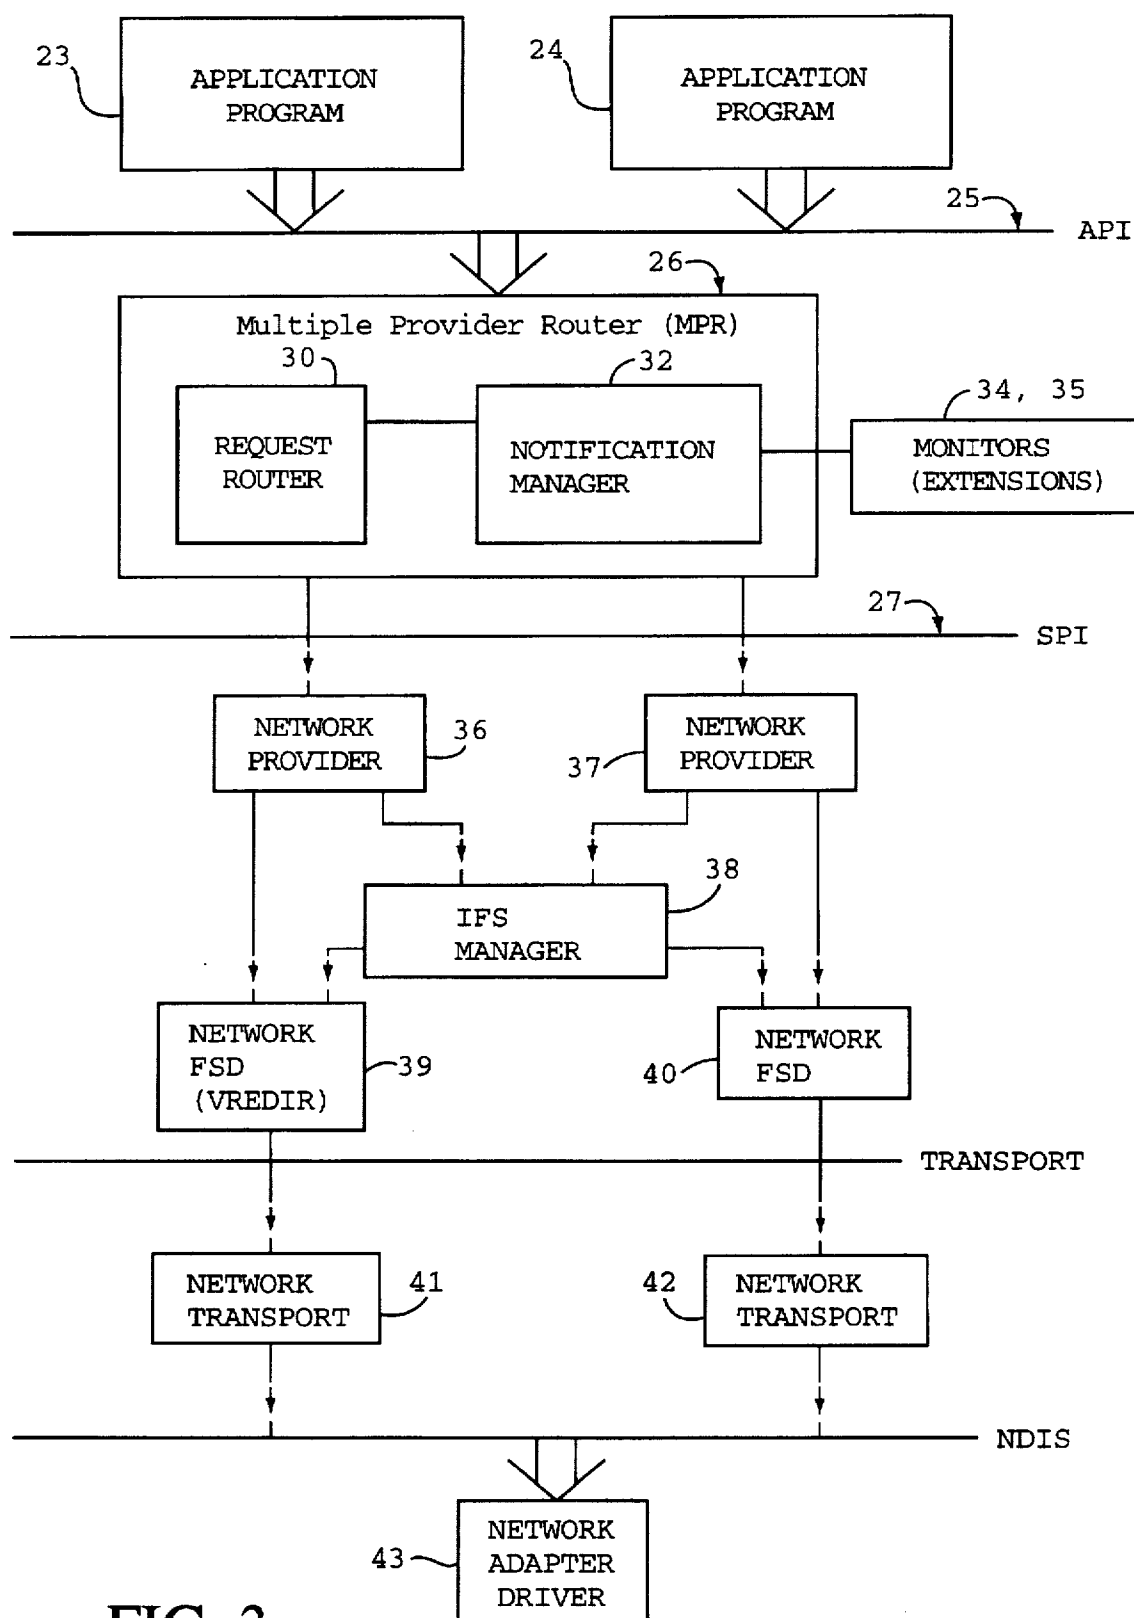 23
APPLICATION
PROGRAM
24
APPLICATION
PROGRAM
25
API
26
Multiple Provider Router (MPR)
30
32
34, 35
REQUEST
ROUTER
NOTIFICATION
MANAGER
MONITORS
(EXTENSIONS)
27
SPI
NETWORK
PROVIDER
36
NETWORK
PROVIDER
37
38
IFS
MANAGER
NETWORK
FSD
(VREDIR)
39
NETWORK
FSD
40
TRANSPORT
NETWORK
TRANSPORT
41
42
NETWORK
TRANSPORT
NDIS
43
NETWORK
ADAPTER
DRIVER
FIG. 3